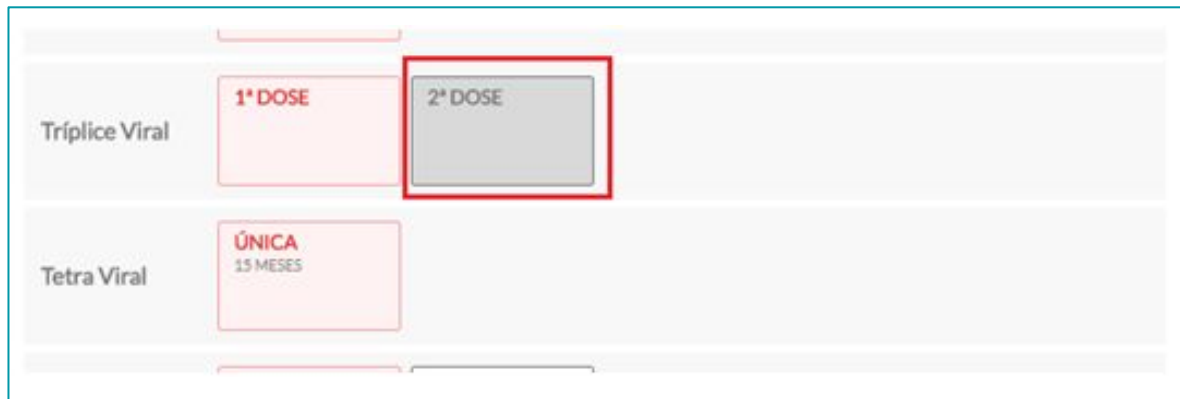 Tríplice Viral
1ª DOSE
2ª DOSE
Tetra Viral
ÚNICA
15 MESES